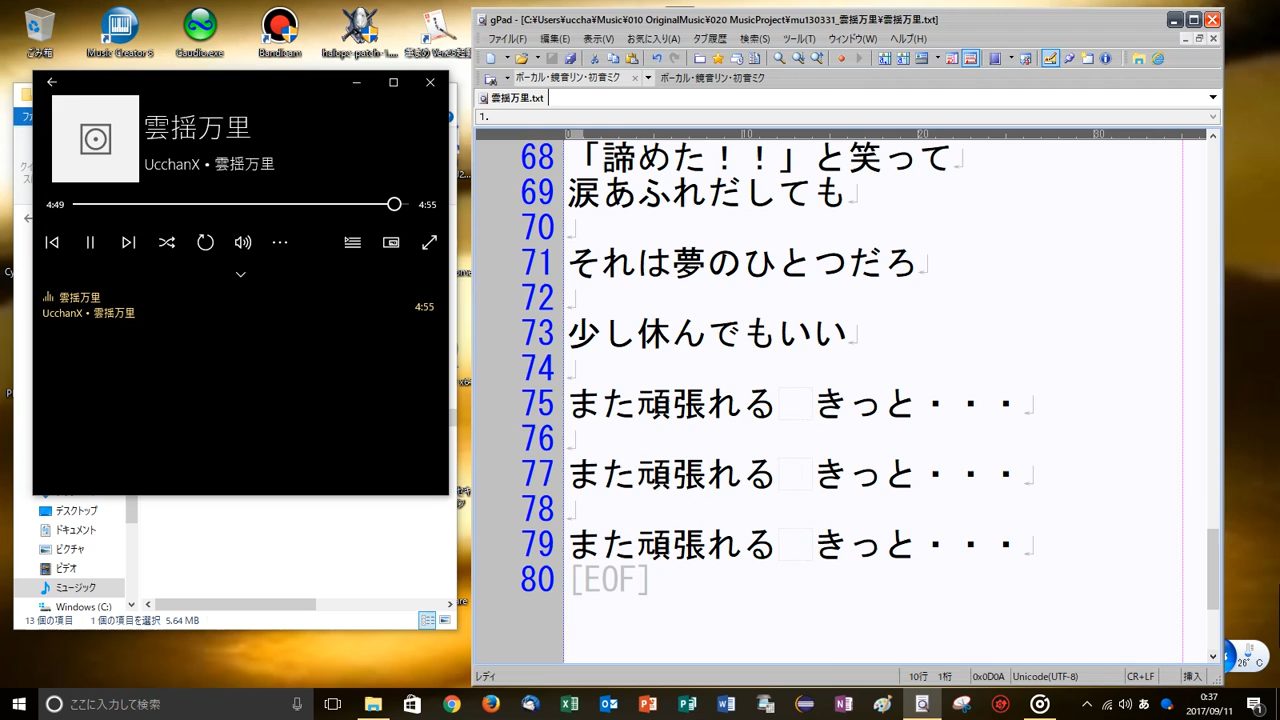 ごみ箱
Music Creator 5
Caudio.exe
Bandicam
halopc-patch-1....
雲揺万里
UcchanX • 雲揺万里
4:49
4:55
雲揺万里
UcchanX • 雲揺万里
4:55
デスクトップ
ドキュメント
ピクチャ
ビデオ
ミュージック
Windows (C:)
13 個の項目 1 個の項目を選択 5.64 MB
gPad - [C:¥Users¥uccha¥Music¥010 OriginalMusic¥020 MusicProject¥mu130331_雲揺万里¥雲揺万里.txt]
ファイル(F) 編集(E) 表示(V) お気に入り(A) タブ履歴 検索(S) ツール(T) ウィンドウ(W) ヘルプ(H)
ボーカル・鏡音リン・初音ミク ボーカル・鏡音リン・初音ミク
雲揺万里.txt
1.
0 10 20 30
68 「諦めた！！」と笑って
69 涙あふれだしても
70
71 それは夢のひとつだろ
72
73 少し休んでもいい
74
75 また頑張れる　きっと・・・
76
77 また頑張れる　きっと・・・
78
79 また頑張れる　きっと・・・
80 [EOF]
レディ 10行 1桁 0x0D0A Unicode(UTF-8) CR+LF 挿入
26°C
ここに入力して検索
あ
0:37
2017/09/11